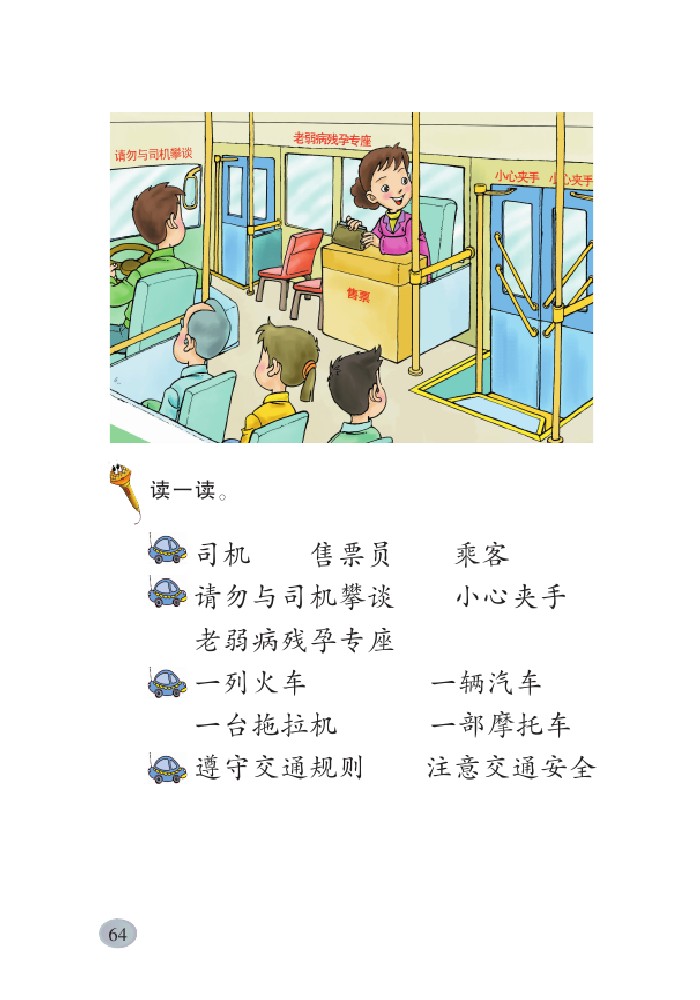 请勿与司机攀谈
老弱病残孕专座
小心夹手 小心夹手
售票
读一读。
司机 售票员 乘客
请勿与司机攀谈 小心夹手
老弱病残孕专座
一列火车 一辆汽车
一台拖拉机 一部摩托车
遵守交通规则 注意交通安全
64